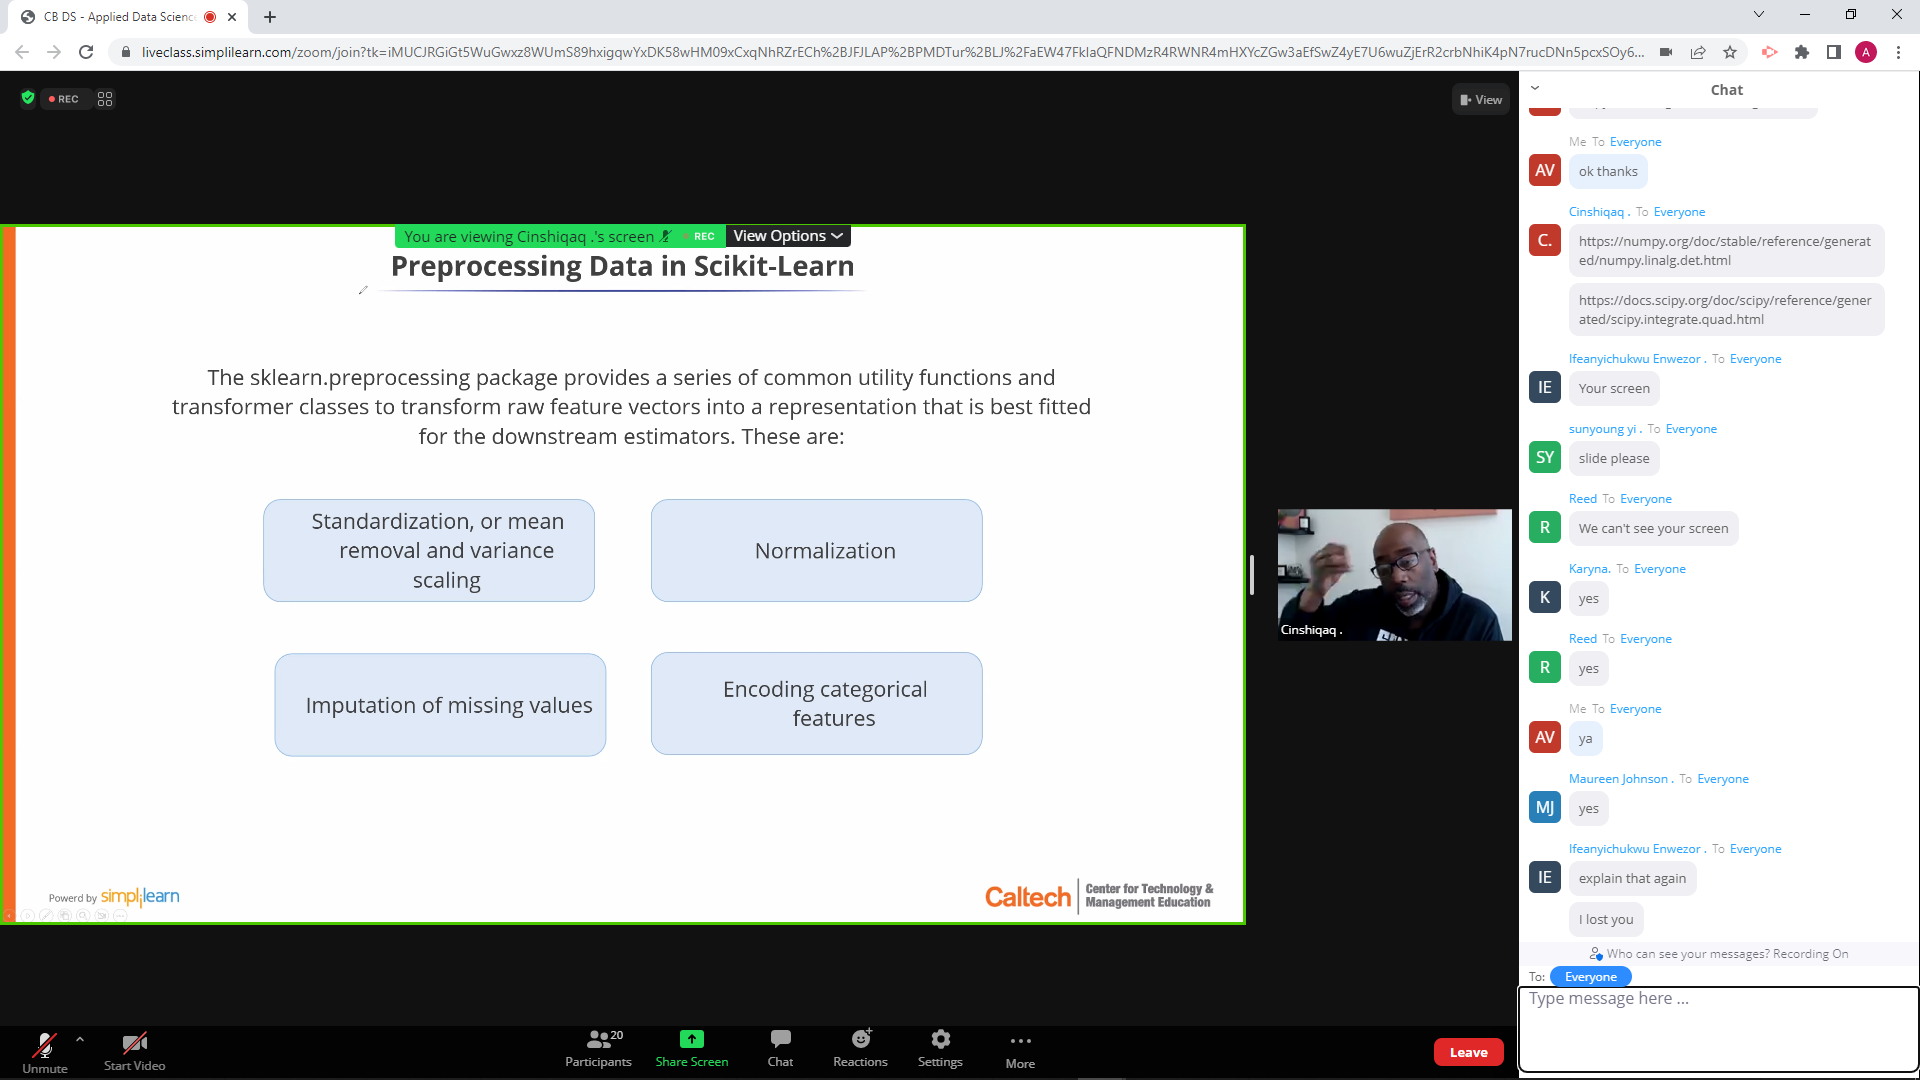 CB DS - Applied Data Scienc
liveclass.simplilearn.com/zoom/join?tk=iMUCJRGiGt5WuGwxz8WUmS89hxigqwYxDK58wHM09xCxqNhRZrECh%2BJFJLAP%2BPMDTur%2BLJ%2FaEW47FklaQFNDMzR4RWNR4mHXYcZGw3aEfSwZ4yE7U6wuZjErR2crbNhiK4pN7rucDNn5pcxSOy6...
A
REC
View
You are viewing Cinshiqaq .'s screen
REC
View Options
Preprocessing Data in Scikit-Learn
The sklearn.preprocessing package provides a series of common utility functions and
transformer classes to transform raw feature vectors into a representation that is best fitted
for the downstream estimators. These are:
Standardization, or mean
removal and variance
scaling
Normalization
Imputation of missing values
Encoding categorical
features
Powered by simplilearn
Caltech
Center for Technology &
Management Education
Cinshiqaq .
Chat
Me To Everyone
AV
ok thanks
Cinshiqaq . To Everyone
C.
https://numpy.org/doc/stable/reference/generat
ed/numpy.linalg.det.html
https://docs.scipy.org/doc/scipy/reference/gener
ated/scipy.integrate.quad.html
Ifeanyichukwu Enwezor . To Everyone
IE
Your screen
sunyoung yi . To Everyone
SY
slide please
Reed To Everyone
R
We can't see your screen
Karyna. To Everyone
K
yes
Reed To Everyone
R
yes
Me To Everyone
AV
ya
Maureen Johnson . To Everyone
MJ
yes
Ifeanyichukwu Enwezor . To Everyone
IE
explain that again
I lost you
Who can see your messages? Recording On
To: Everyone
Type message here ...
Unmute
Start Video
20
Participants
Share Screen
Chat
Reactions
Settings
More
Leave